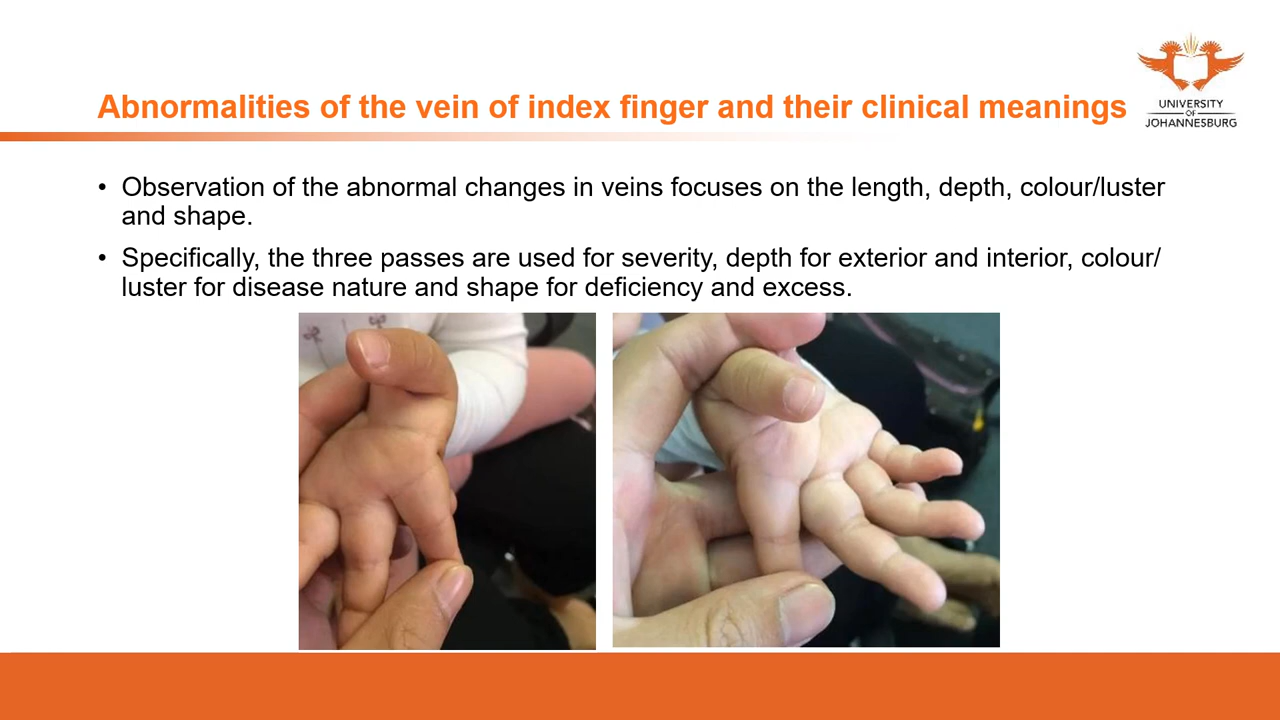 Abnormalities of the vein of index finger and their clinical meanings
UNIVERSITY
OF
JOHANNESBURG
• Observation of the abnormal changes in veins focuses on the length, depth, colour/luster
and shape.
• Specifically, the three passes are used for severity, depth for exterior and interior, colour/
luster for disease nature and shape for deficiency and excess.